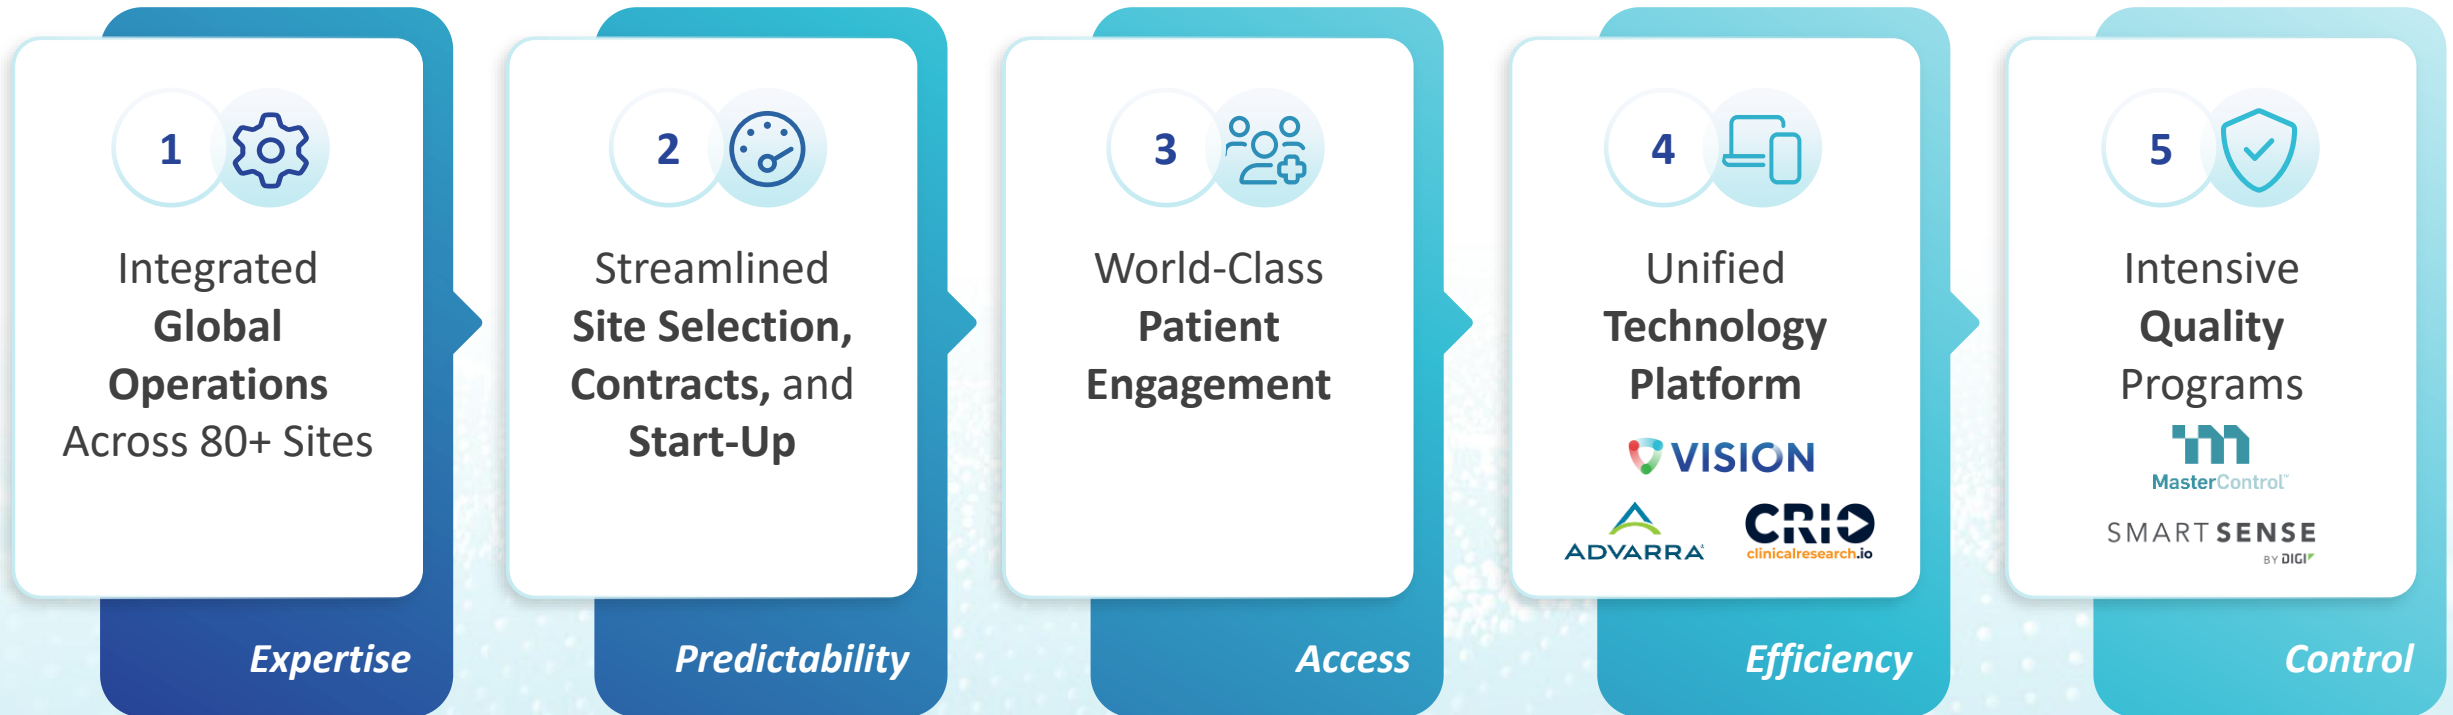 1
Integrated
Global
Operations
Across 80+ Sites
Expertise
2
Streamlined
Site Selection,
Contracts, and
Start-Up
Predictability
3
World-Class
Patient
Engagement
Access
4
Unified
Technology
Platform
VISION
ADVARRA
CRIO
clinicalresearch.io
Efficiency
5
Intensive
Quality
Programs
MasterControl™
SMART SENSE
BY DIGI
Control